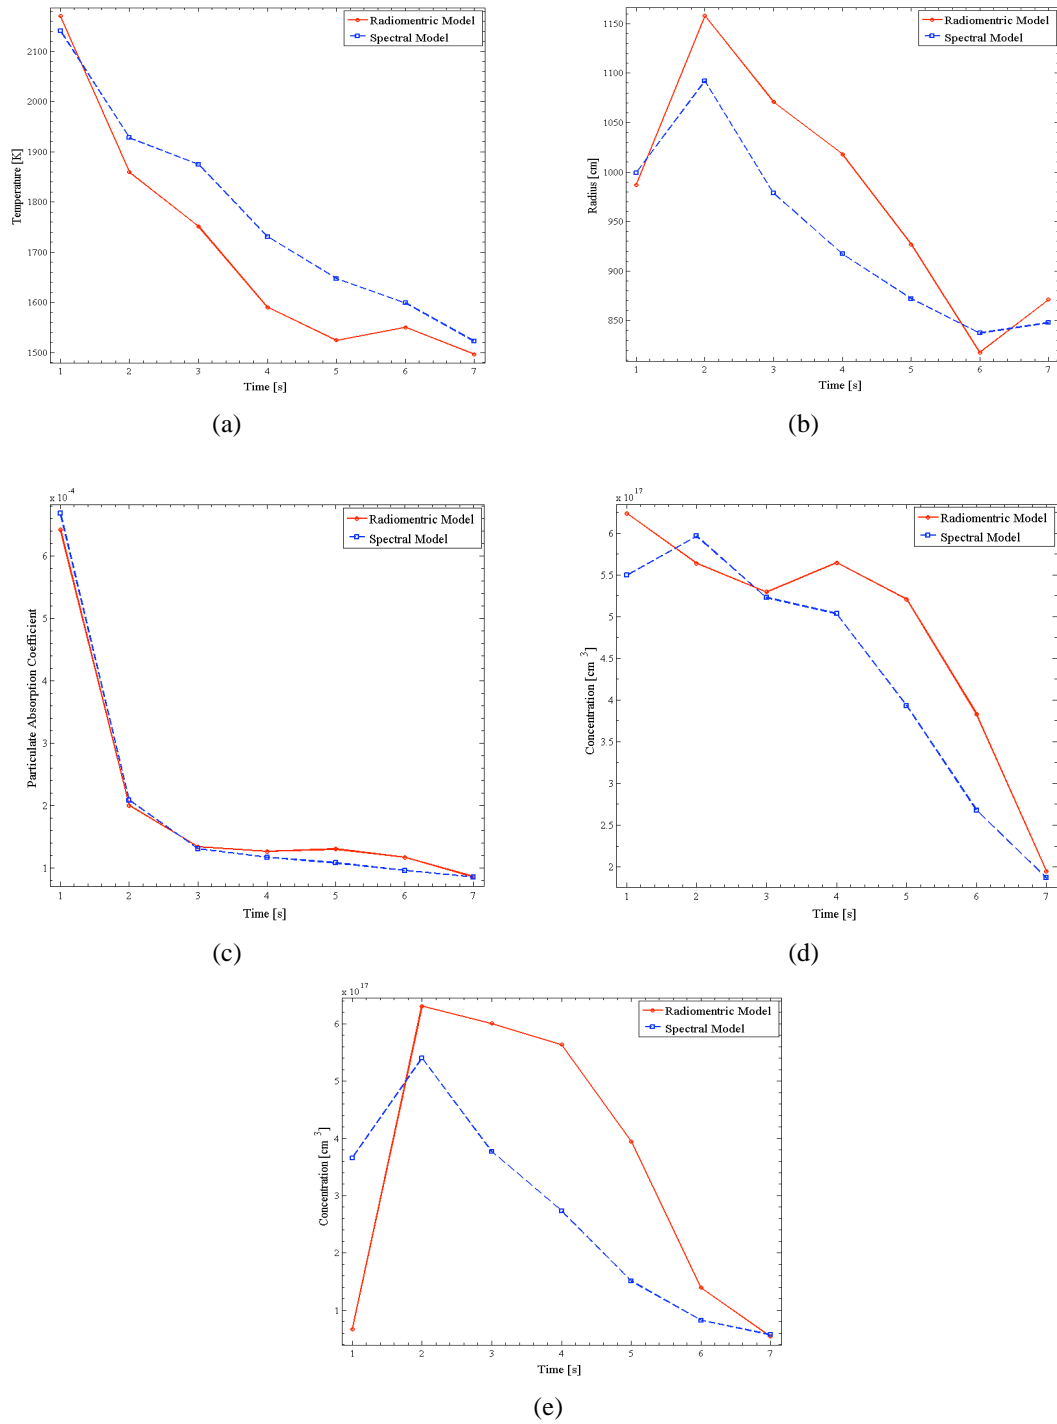 2100
2000
1900
1800
1700
1600
1500
Temperature [K]
Radiomentric Model
Spectral Model
1 2 3 4 5 6 7
Time [s]
(a)
1150
1100
1050
1000
950
900
850
Radius [cm]
Radiomentric Model
Spectral Model
1 2 3 4 5 6 7
Time [s]
(b)
x 10^-4
6
5
4
3
2
1
Particulate Absorption Coefficient
Radiomentric Model
Spectral Model
1 2 3 4 5 6 7
Time [s]
(c)
x 10^17
6
5.5
5
4.5
4
3.5
3
2.5
2
Concentration [cm^3]
Radiomentric Model
Spectral Model
1 2 3 4 5 6 7
Time [s]
(d)
x 10^17
6
5
4
3
2
1
Concentration [cm^3]
Radiomentric Model
Spectral Model
1 2 3 4 5 6 7
Time [s]
(e)